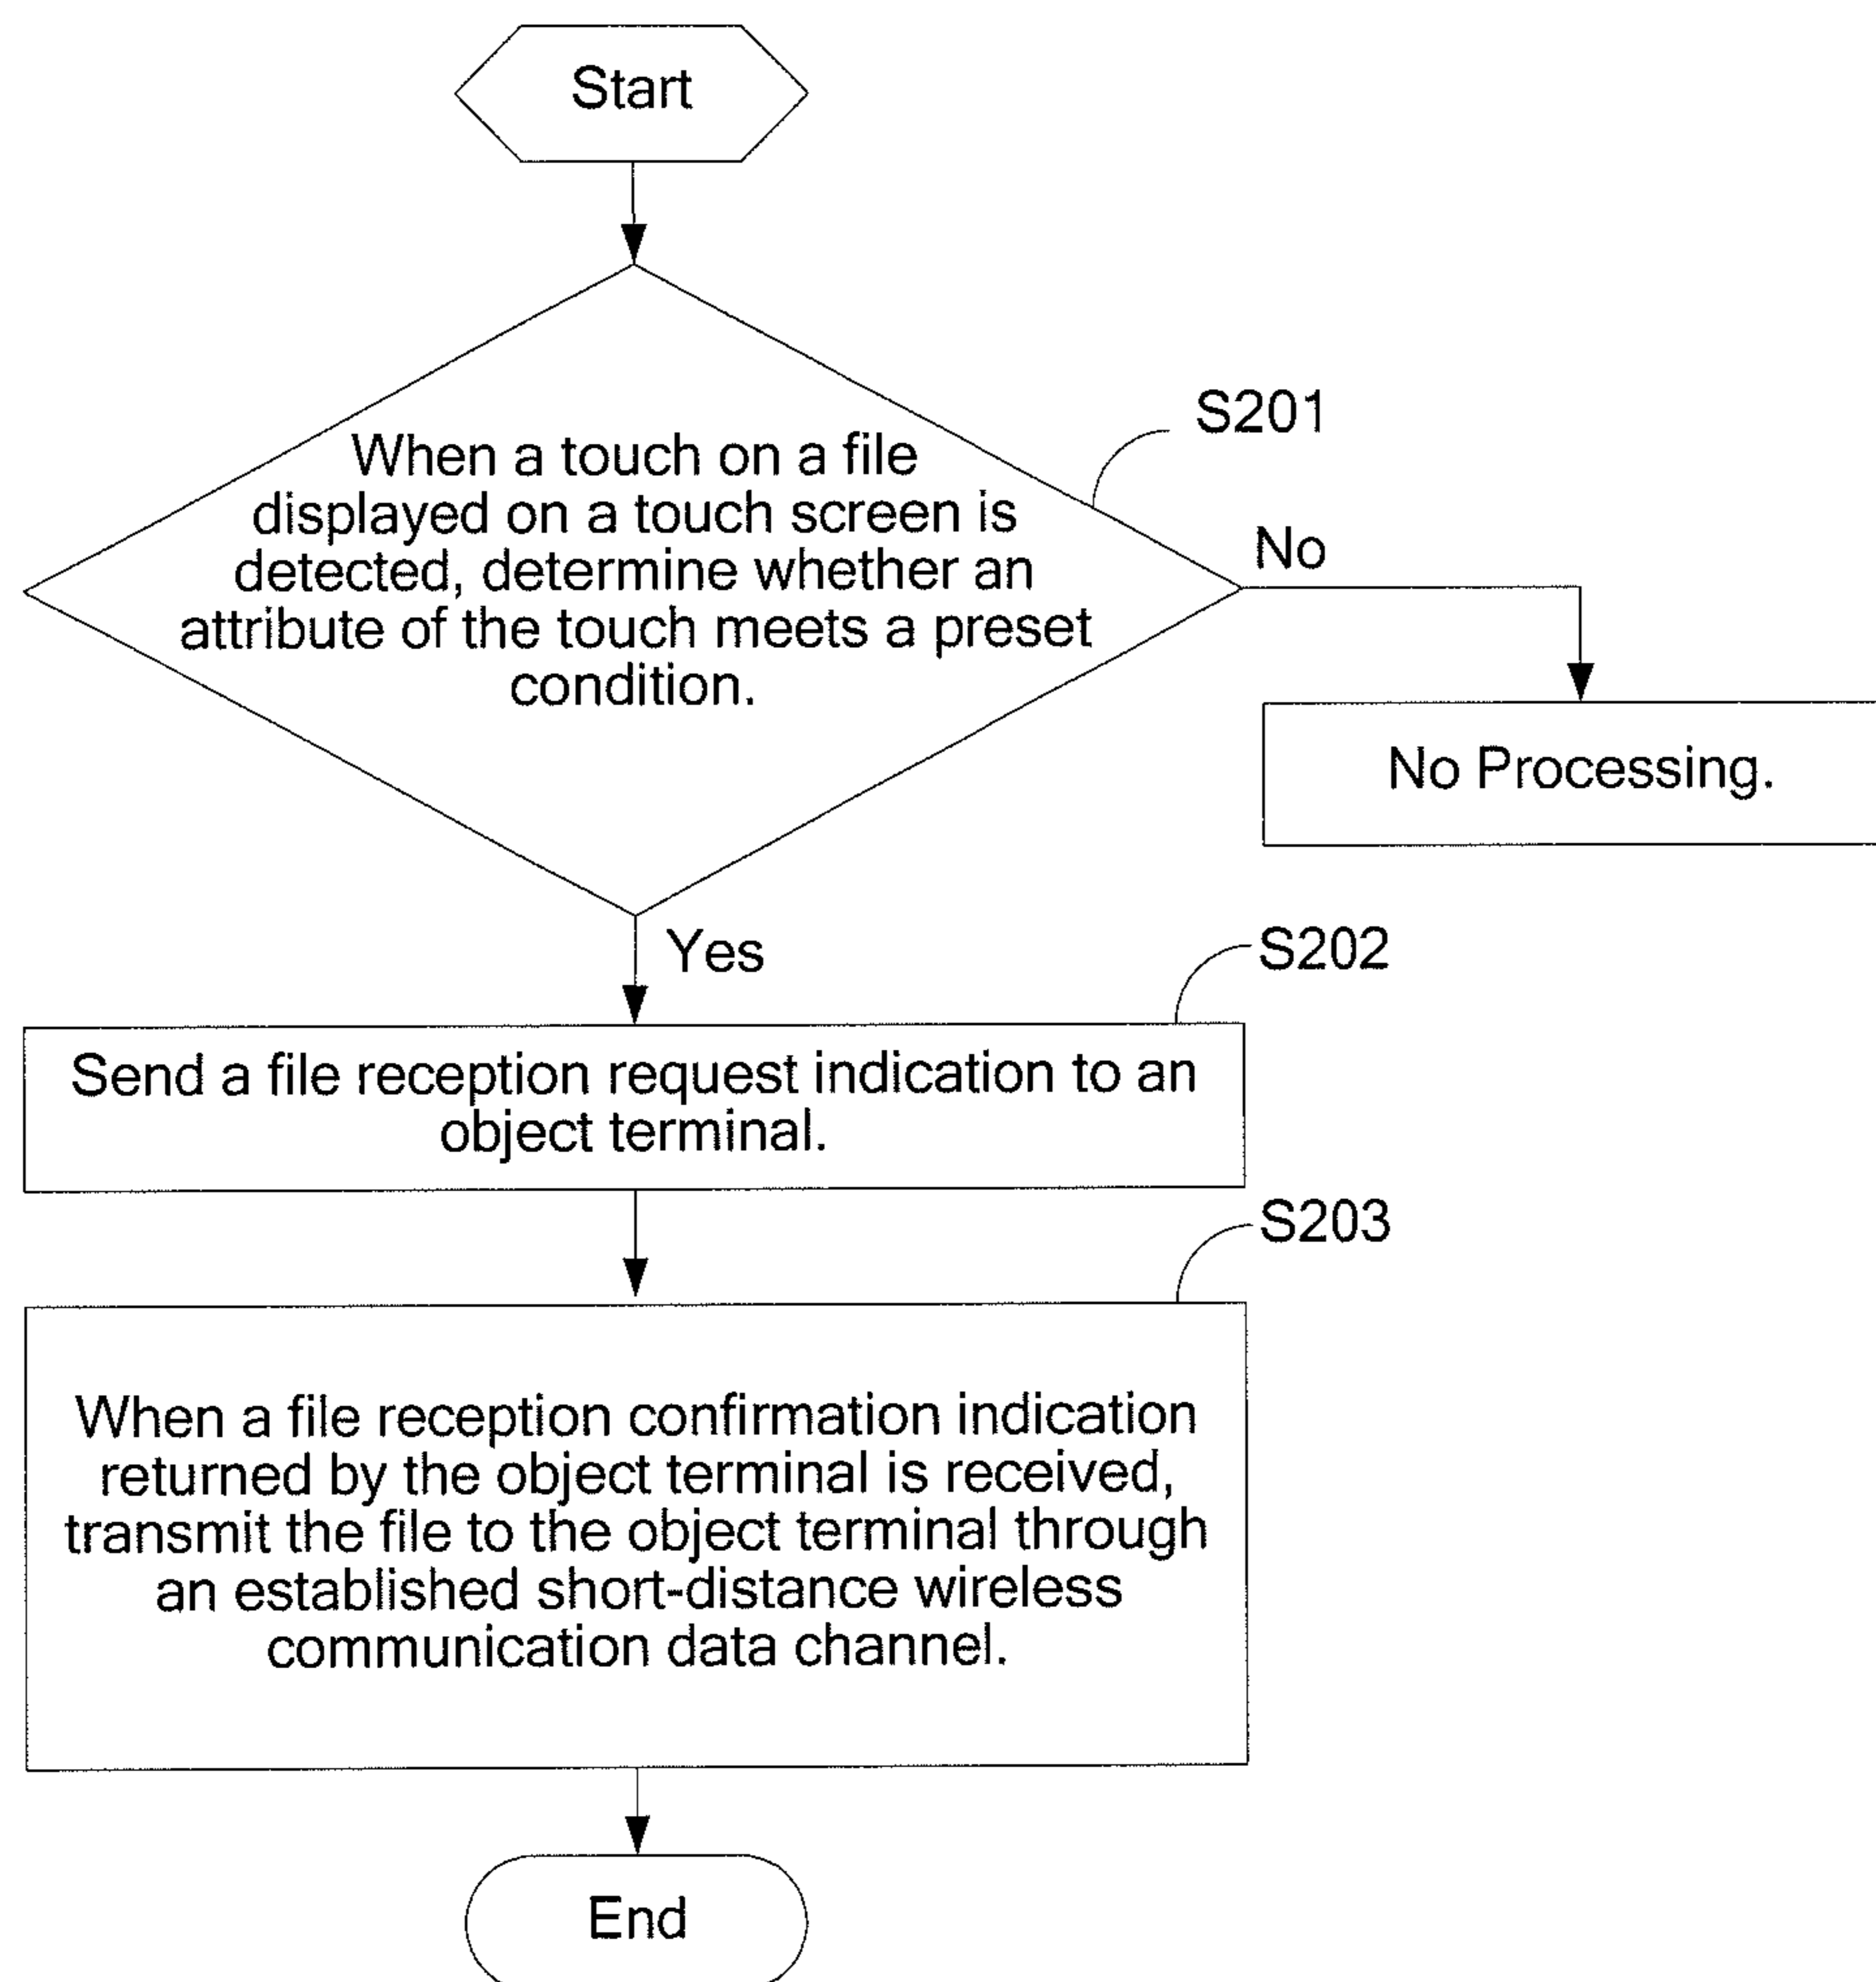 Start
When a touch on a file
displayed on a touch screen is
detected, determine whether an
attribute of the touch meets a preset
condition.
S201
No
No Processing.
Yes
S202
Send a file reception request indication to an
object terminal.
S203
When a file reception confirmation indication
returned by the object terminal is received,
transmit the file to the object terminal through
an established short-distance wireless
communication data channel.
End